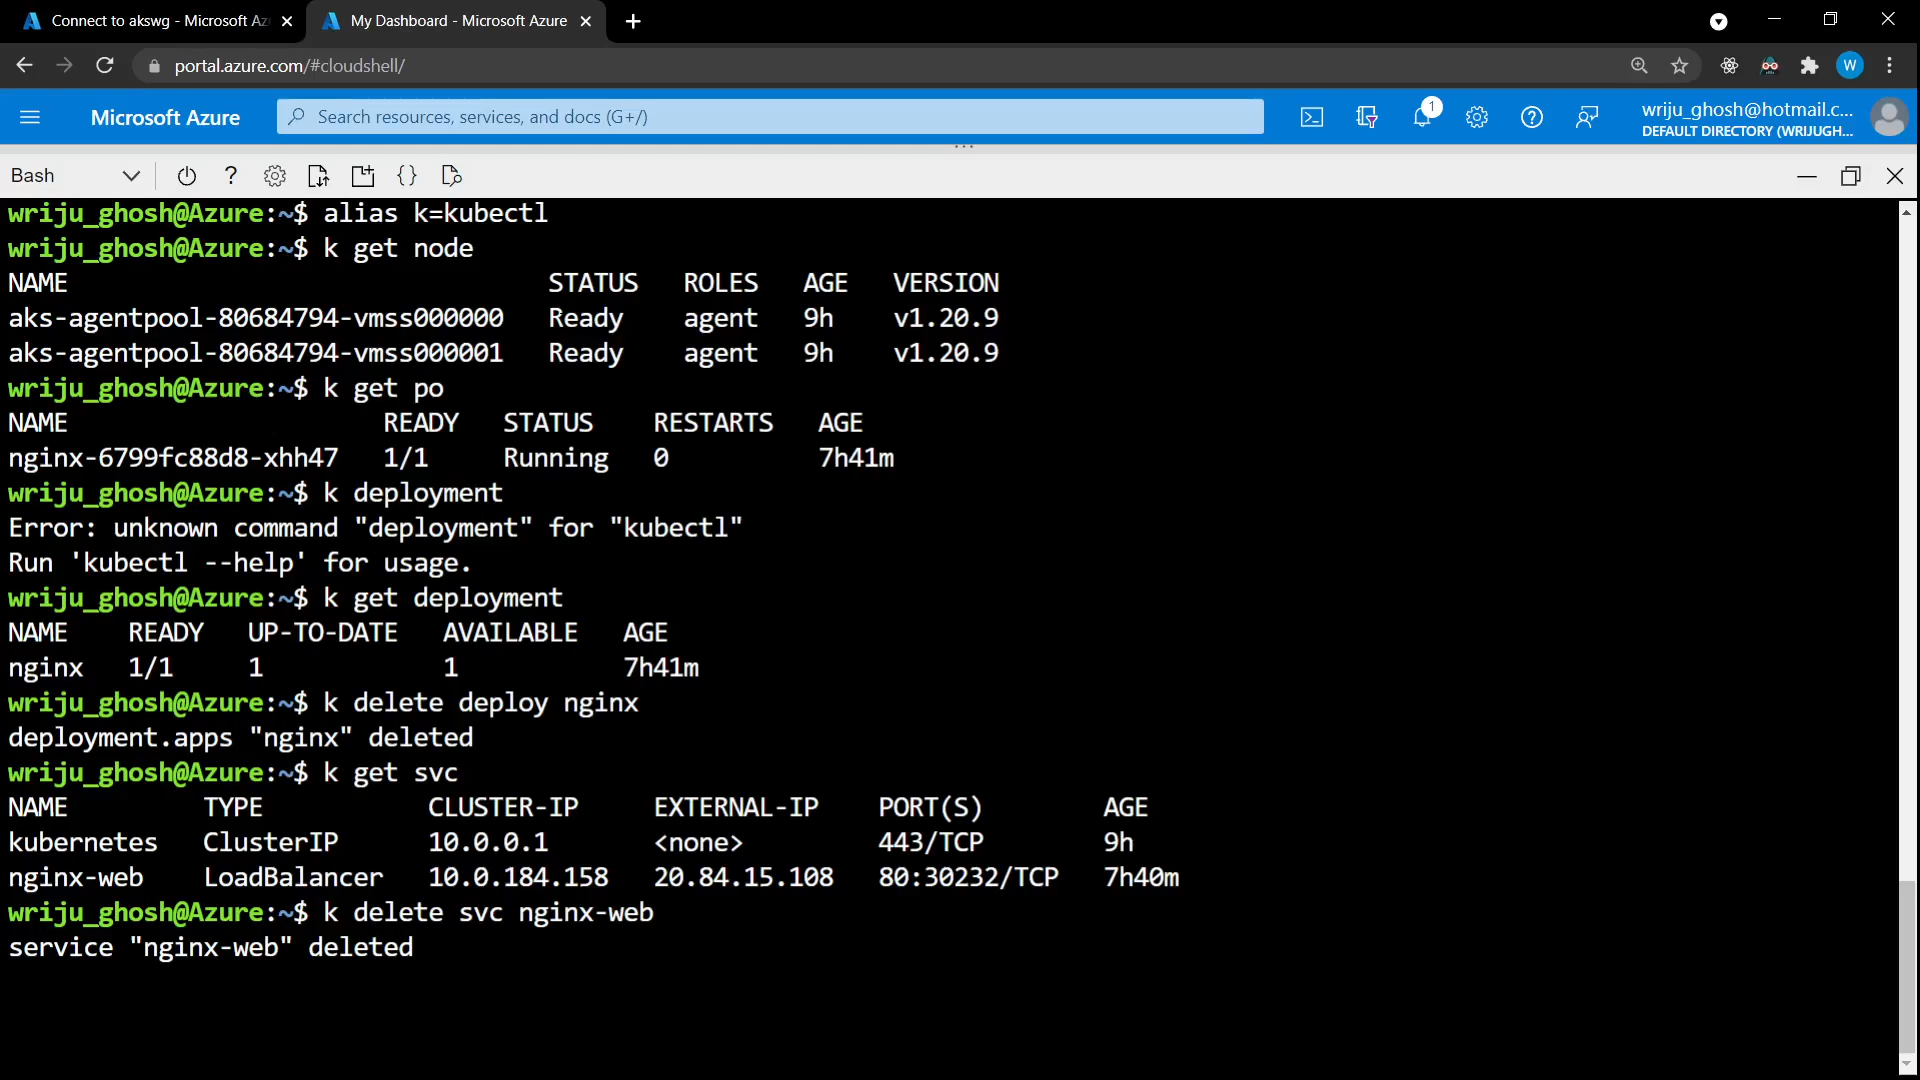 Connect to akswg - Microsoft Az
My Dashboard - Microsoft Azure
portal.azure.com/#cloudshell/
W
Microsoft Azure
Search resources, services, and docs (G+/)
1
wriju_ghosh@hotmail.c...
DEFAULT DIRECTORY (WRIJUGH...
Bash
wriju_ghosh@Azure:~$ alias k=kubectl
wriju_ghosh@Azure:~$ k get node
NAME STATUS ROLES AGE VERSION
aks-agentpool-80684794-vmss000000 Ready agent 9h v1.20.9
aks-agentpool-80684794-vmss000001 Ready agent 9h v1.20.9
wriju_ghosh@Azure:~$ k get po
NAME READY STATUS RESTARTS AGE
nginx-6799fc88d8-xhh47 1/1 Running 0 7h41m
wriju_ghosh@Azure:~$ k deployment
Error: unknown command "deployment" for "kubectl"
Run 'kubectl --help' for usage.
wriju_ghosh@Azure:~$ k get deployment
NAME READY UP-TO-DATE AVAILABLE AGE
nginx 1/1 1 1 7h41m
wriju_ghosh@Azure:~$ k delete deploy nginx
deployment.apps "nginx" deleted
wriju_ghosh@Azure:~$ k get svc
NAME TYPE CLUSTER-IP EXTERNAL-IP PORT(S) AGE
kubernetes ClusterIP 10.0.0.1 <none> 443/TCP 9h
nginx-web LoadBalancer 10.0.184.158 20.84.15.108 80:30232/TCP 7h40m
wriju_ghosh@Azure:~$ k delete svc nginx-web
service "nginx-web" deleted